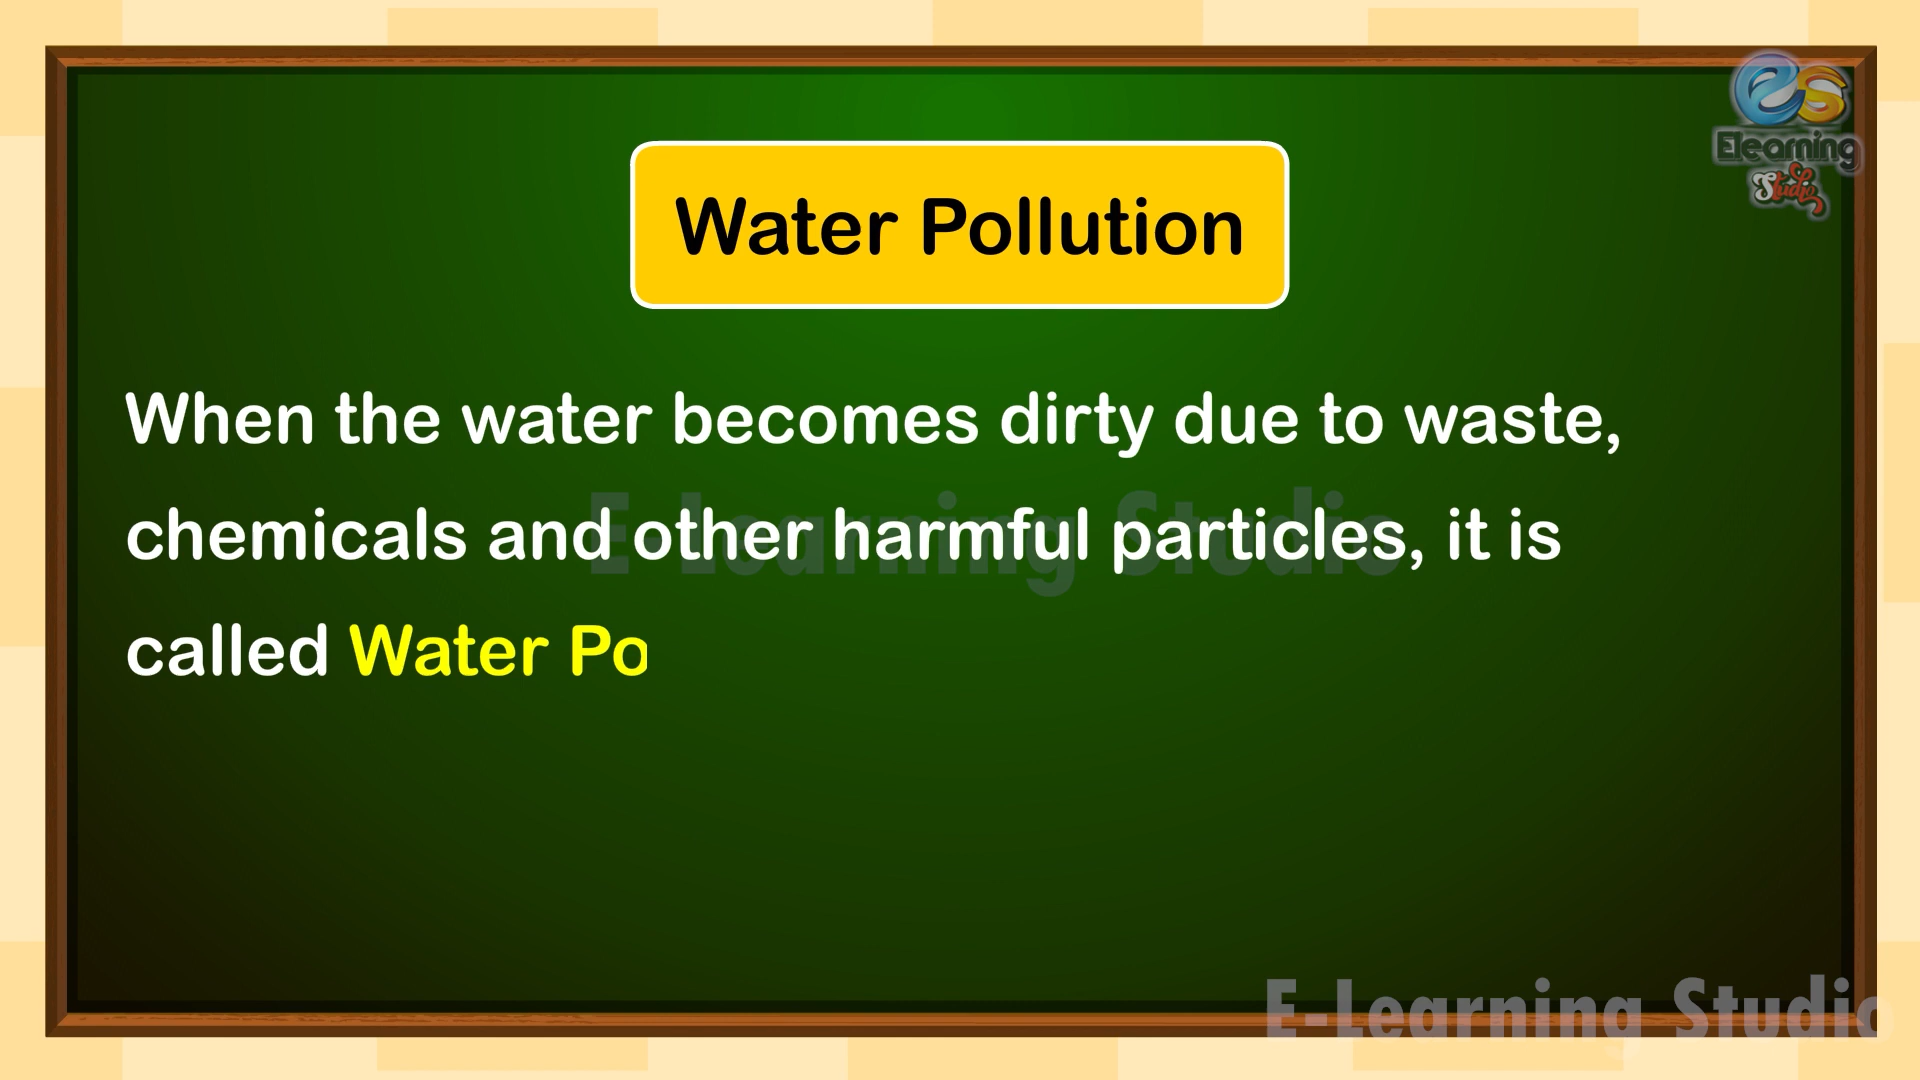 es
Elearning
Studio
Water Pollution
When the water becomes dirty due to waste,
chemicals and other harmful particles, it is
called Water Po
E-Learning Studio
E-Learning Studio